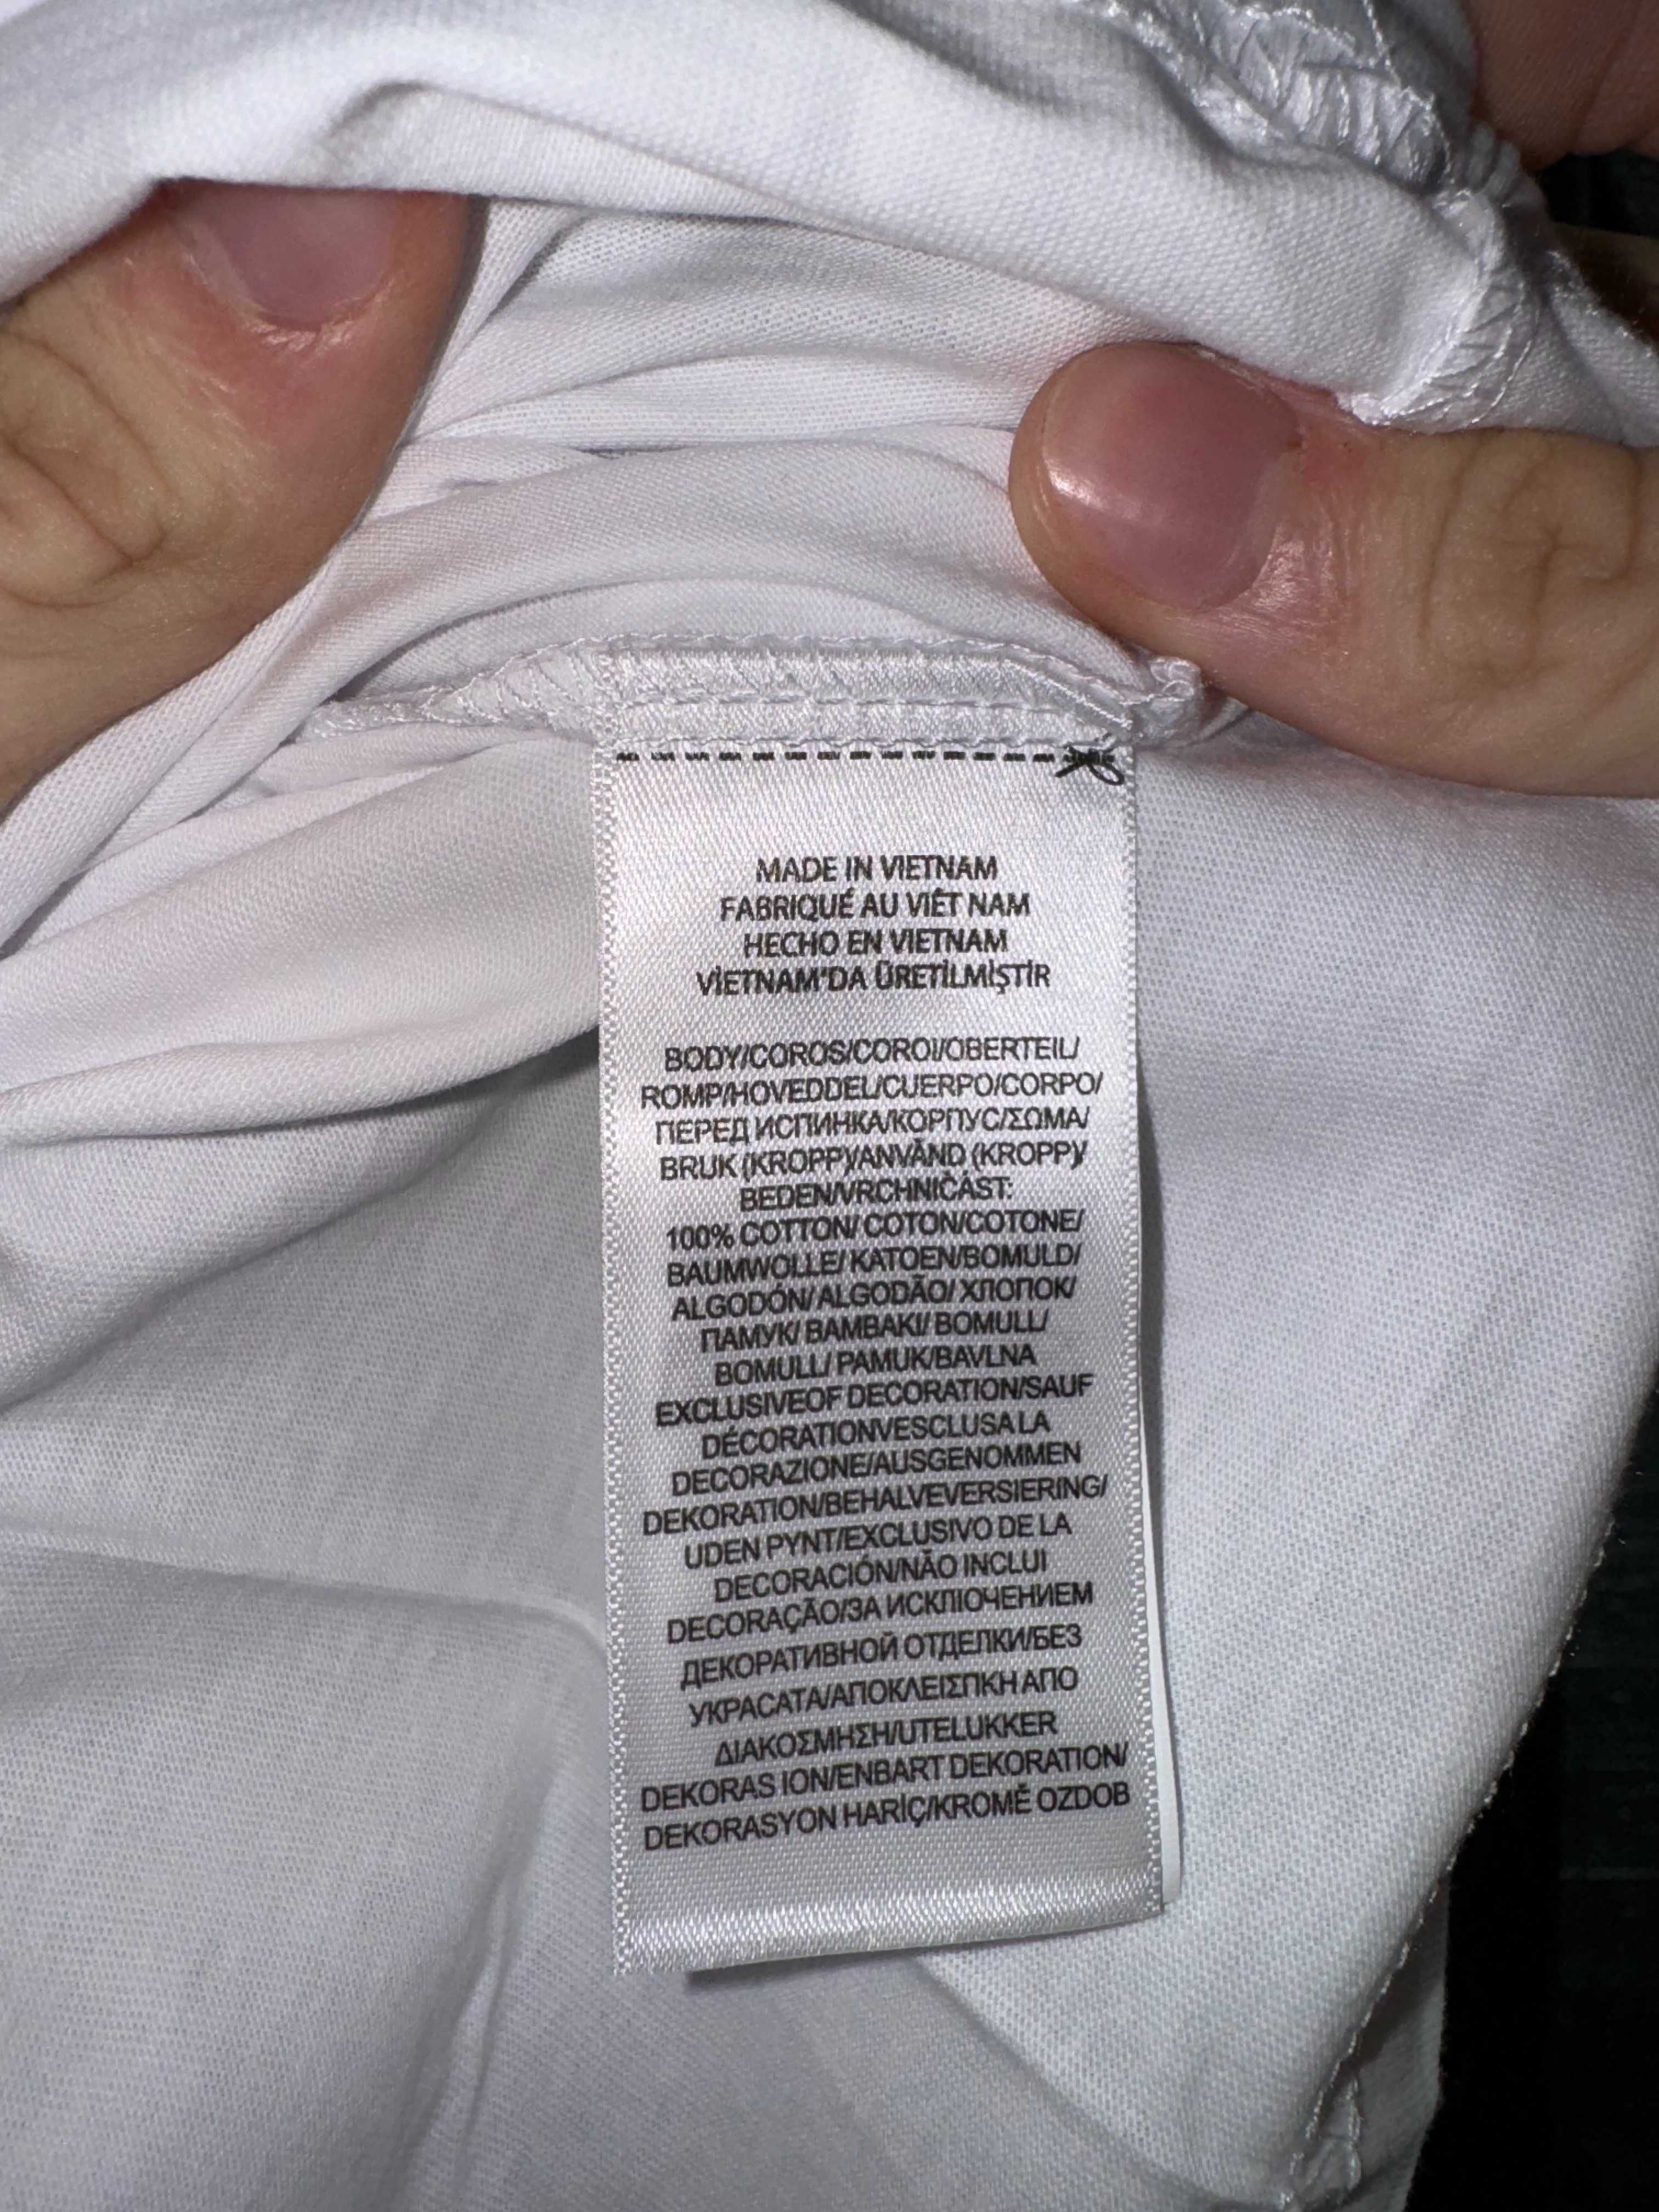 MADE IN VIETNAM
FABRIQUÉ AU VIÊT NAM
HECHO EN VIETNAM
VİETNAM'DA ÜRETİLMİŞTİR
BODY/COROS/COROI/OBERTEIL/
ROMP/HOVEDDEL/CUERPO/CORPO/
ПЕРЕД ИСПИНКА/КОРПУС/ΣΩMA/
BRUK (KROPP)/ANVÄND (KROPP)/
BEDEN/VRCHNIČÁST:
100% COTTON/ COTON/COTONE/
BAUMWOLLE/ KATOEN/BOMULD/
ALGODÓN/ ALGODÃO/ ХЛОПОК/
ПАМУК/ BAMBAKI/ BOMULL/
BOMULL/ PAMUK/BAVLNA
EXCLUSIVEOF DECORATION/SAUF
DÉCORATIONVESCLUSA LA
DECORAZIONE/AUSGENOMMEN
DEKORATION/BEHALVEVERSIERING/
UDEN PYNT/EXCLUSIVO DE LA
DECORACIÓN/NÃO INCLUI
DECORAÇÃO/ЗА ИСКЛЮЧЕНИЕМ
ДЕКОРАТИВНОЙ ОТДЕЛКИ/БЕЗ
УКРАСАТА/ΑΠΟΚΛΕΙΣΠΚΗ ΑΠΟ
ΔΙΑΚΟΣΜΗΣΗ/UTELUKKER
DEKORAS ION/ENBART DEKORATION/
DEKORASYON HARİÇ/KROMĚ OZDOB